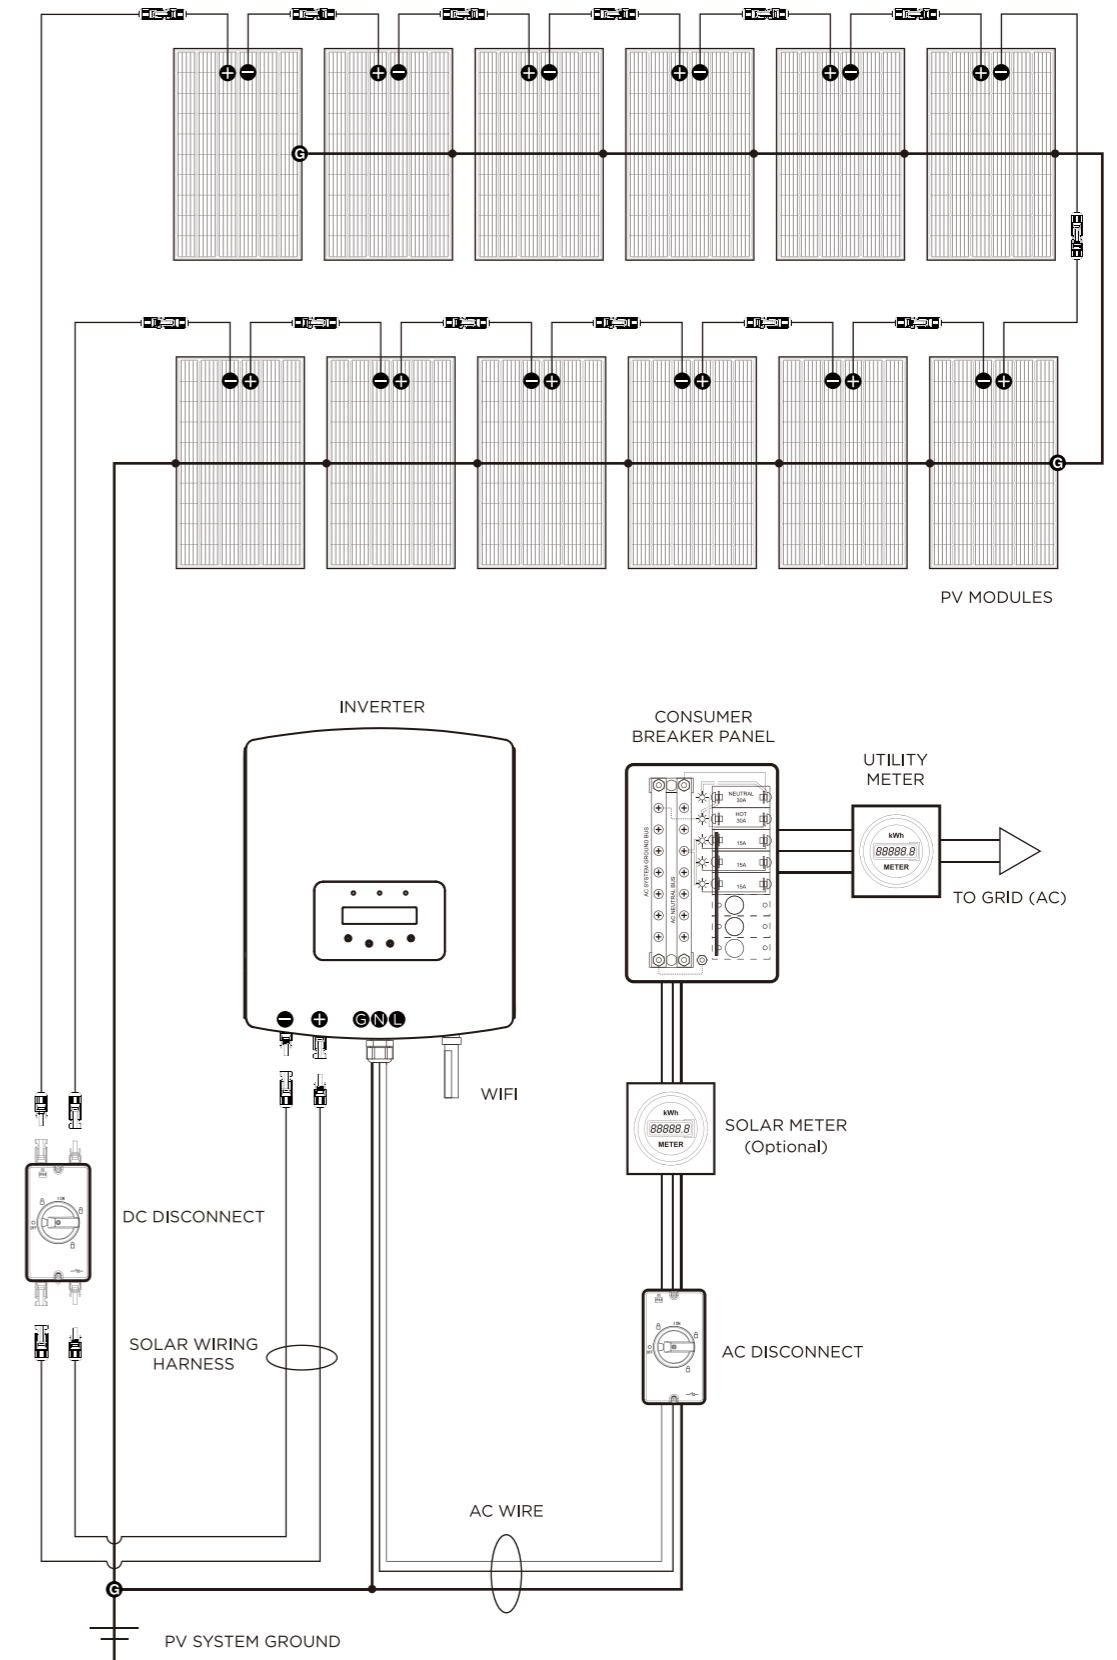 PV MODULES
INVERTER
CONSUMER
BREAKER PANEL
UTILITY
METER
NEUTRAL
30A
HOT
30A
15A
15A
15A
AC SYSTEM GROUND BUS
AC NEUTRAL BUS
kWh
88888.8
METER
TO GRID (AC)
G N L
WIFI
kWh
88888.8
METER
SOLAR METER
(Optional)
DC DISCONNECT
SOLAR WIRING
HARNESS
AC DISCONNECT
AC WIRE
G
PV SYSTEM GROUND
G
G